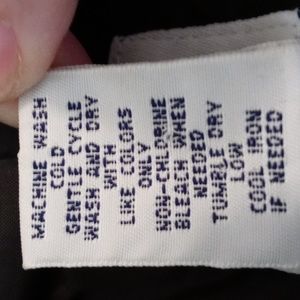 MACHINE WASH
COLD
GENTLE CYCLE
WASH AND DRY
WITH
LIKE COLORS
ONLY
NON-CHLORINE
BLEACH WHEN
NEEDED
TUMBLE DRY
LOW
COOL IRON
IF NEEDED